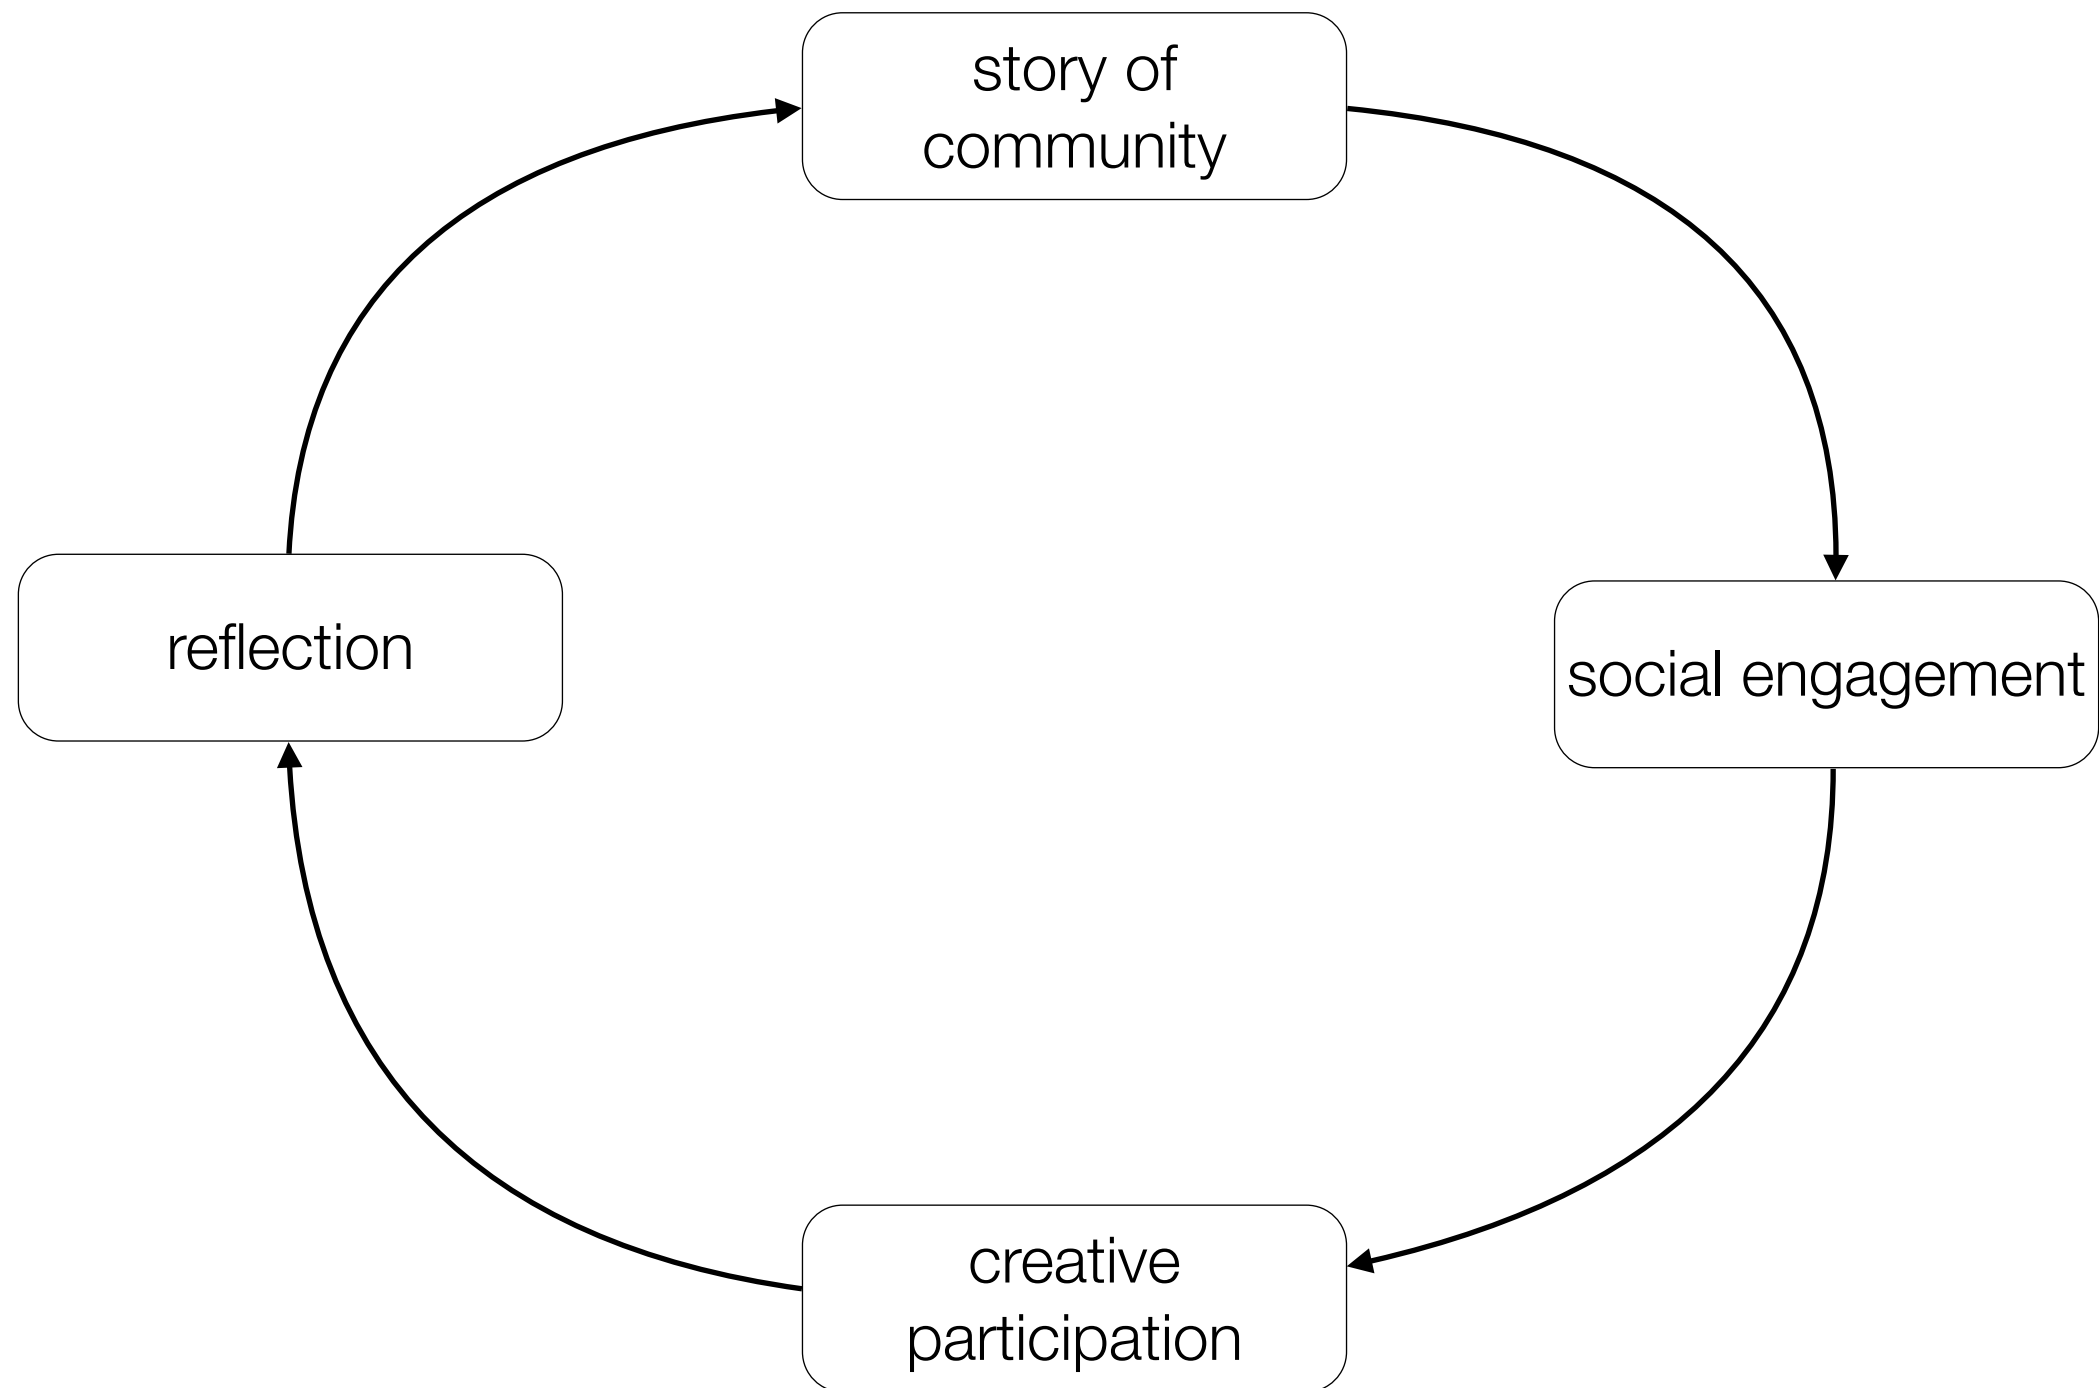 story of
community
social engagement
creative
participation
reflection